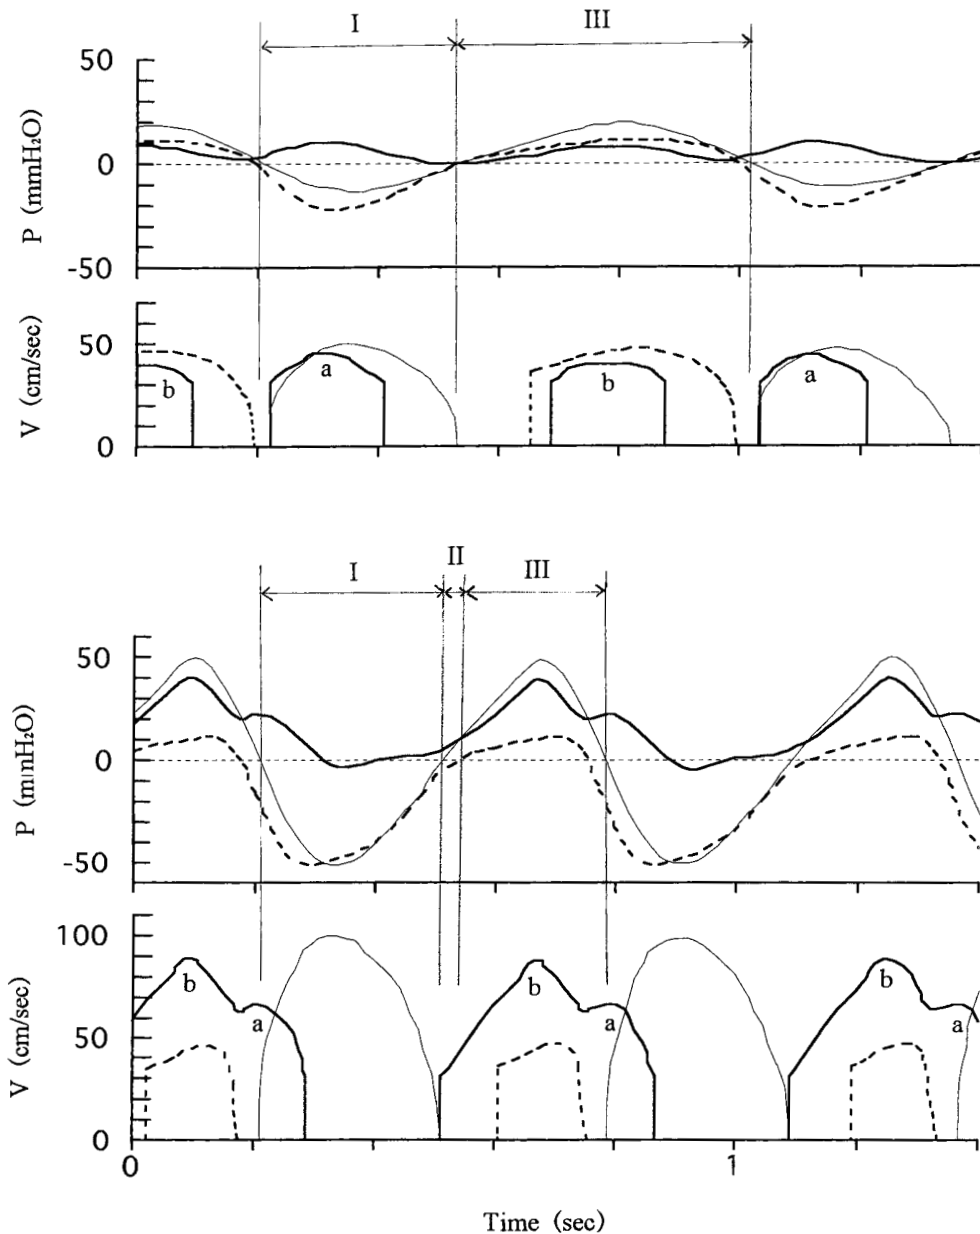 I III
50
0
-50
P (mmH₂O)
50
0
V (cm/sec)
b a b a
I II III
50
0
-50
P (mmH₂O)
100
50
0
V (cm/sec)
b a b a b a
0 1
Time (sec)